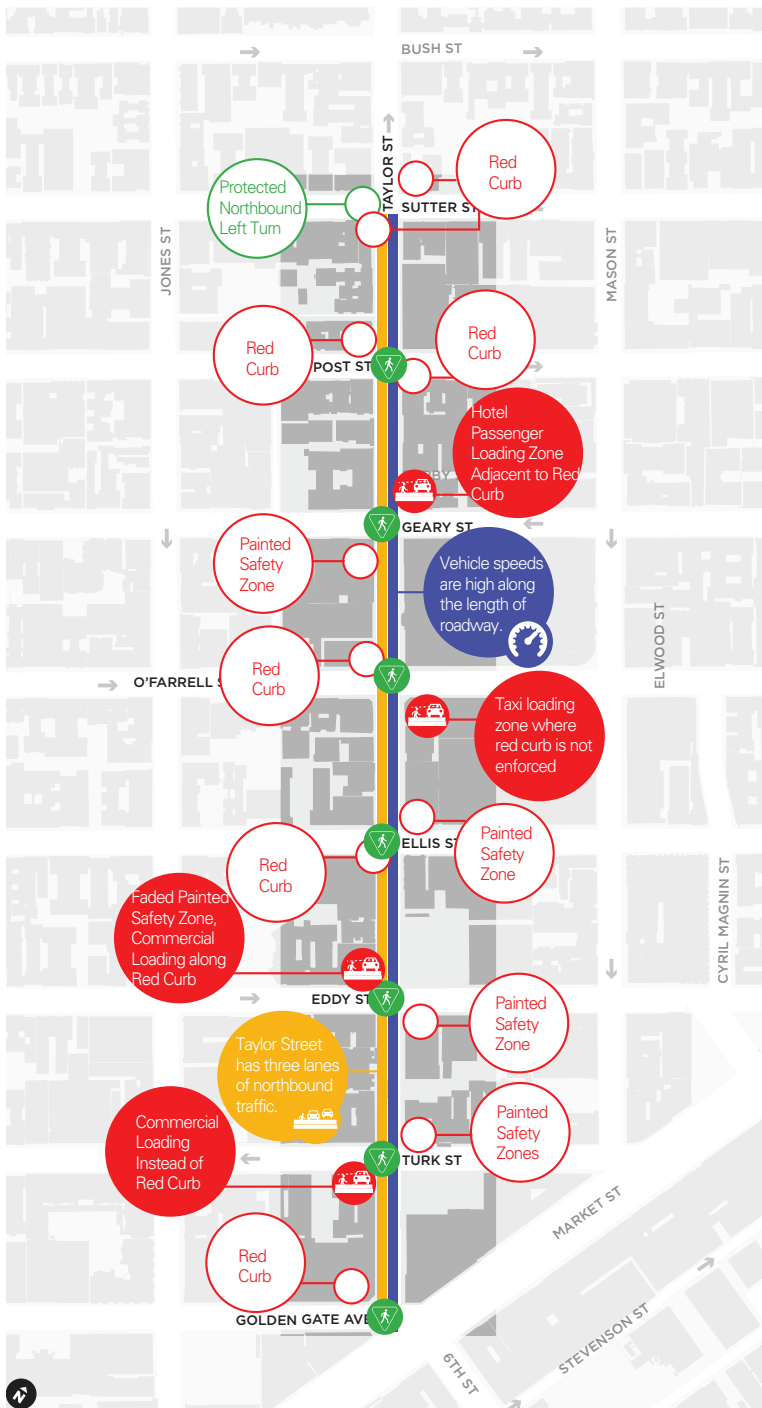 BUSH ST
TAYLOR ST
Red
Curb
Protected
Northbound
Left Turn
SUTTER ST
JONES ST
MASON ST
Red
Curb
Red
Curb
POST ST
Hotel
Passenger
Loading Zone
Adjacent to Red
Curb
GEARY ST
Painted
Safety
Zone
Vehicle speeds
are high along
the length of
roadway.
ELWOOD ST
Red
Curb
O'FARRELL S
Taxi loading
zone where
red curb is not
enforced
ELLIS ST
Painted
Safety
Zone
Red
Curb
CYRIL MAGNIN ST
Faded Painted
Safety Zone,
Commercial
Loading along
Red Curb
EDDY ST
Painted
Safety
Zone
Taylor Street
has three lanes
of northbound
traffic.
Commercial
Loading
Instead of
Red Curb
Painted
Safety
Zones
TURK ST
MARKET ST
Red
Curb
GOLDEN GATE AVE
STEVENSON ST
6TH ST
N